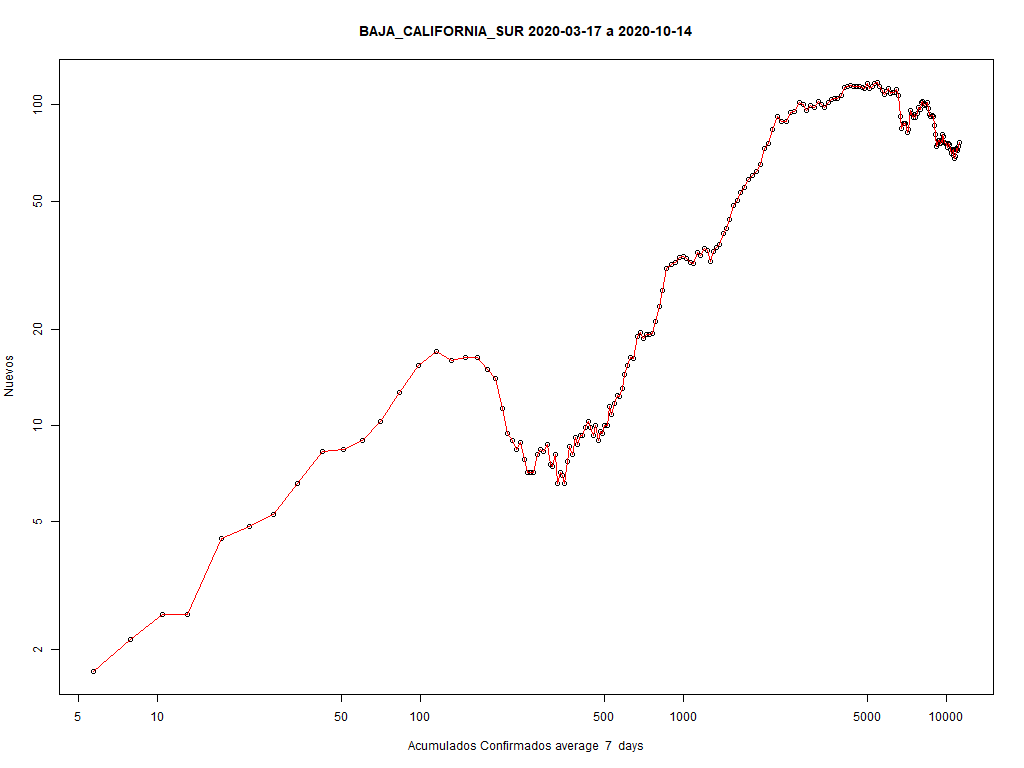 BAJA_CALIFORNIA_SUR 2020-03-17 a 2020-10-14
Nuevos
100
50
20
10
5
2
5 10 50 100 500 1000 5000 10000
Acumulados Confirmados average 7 days